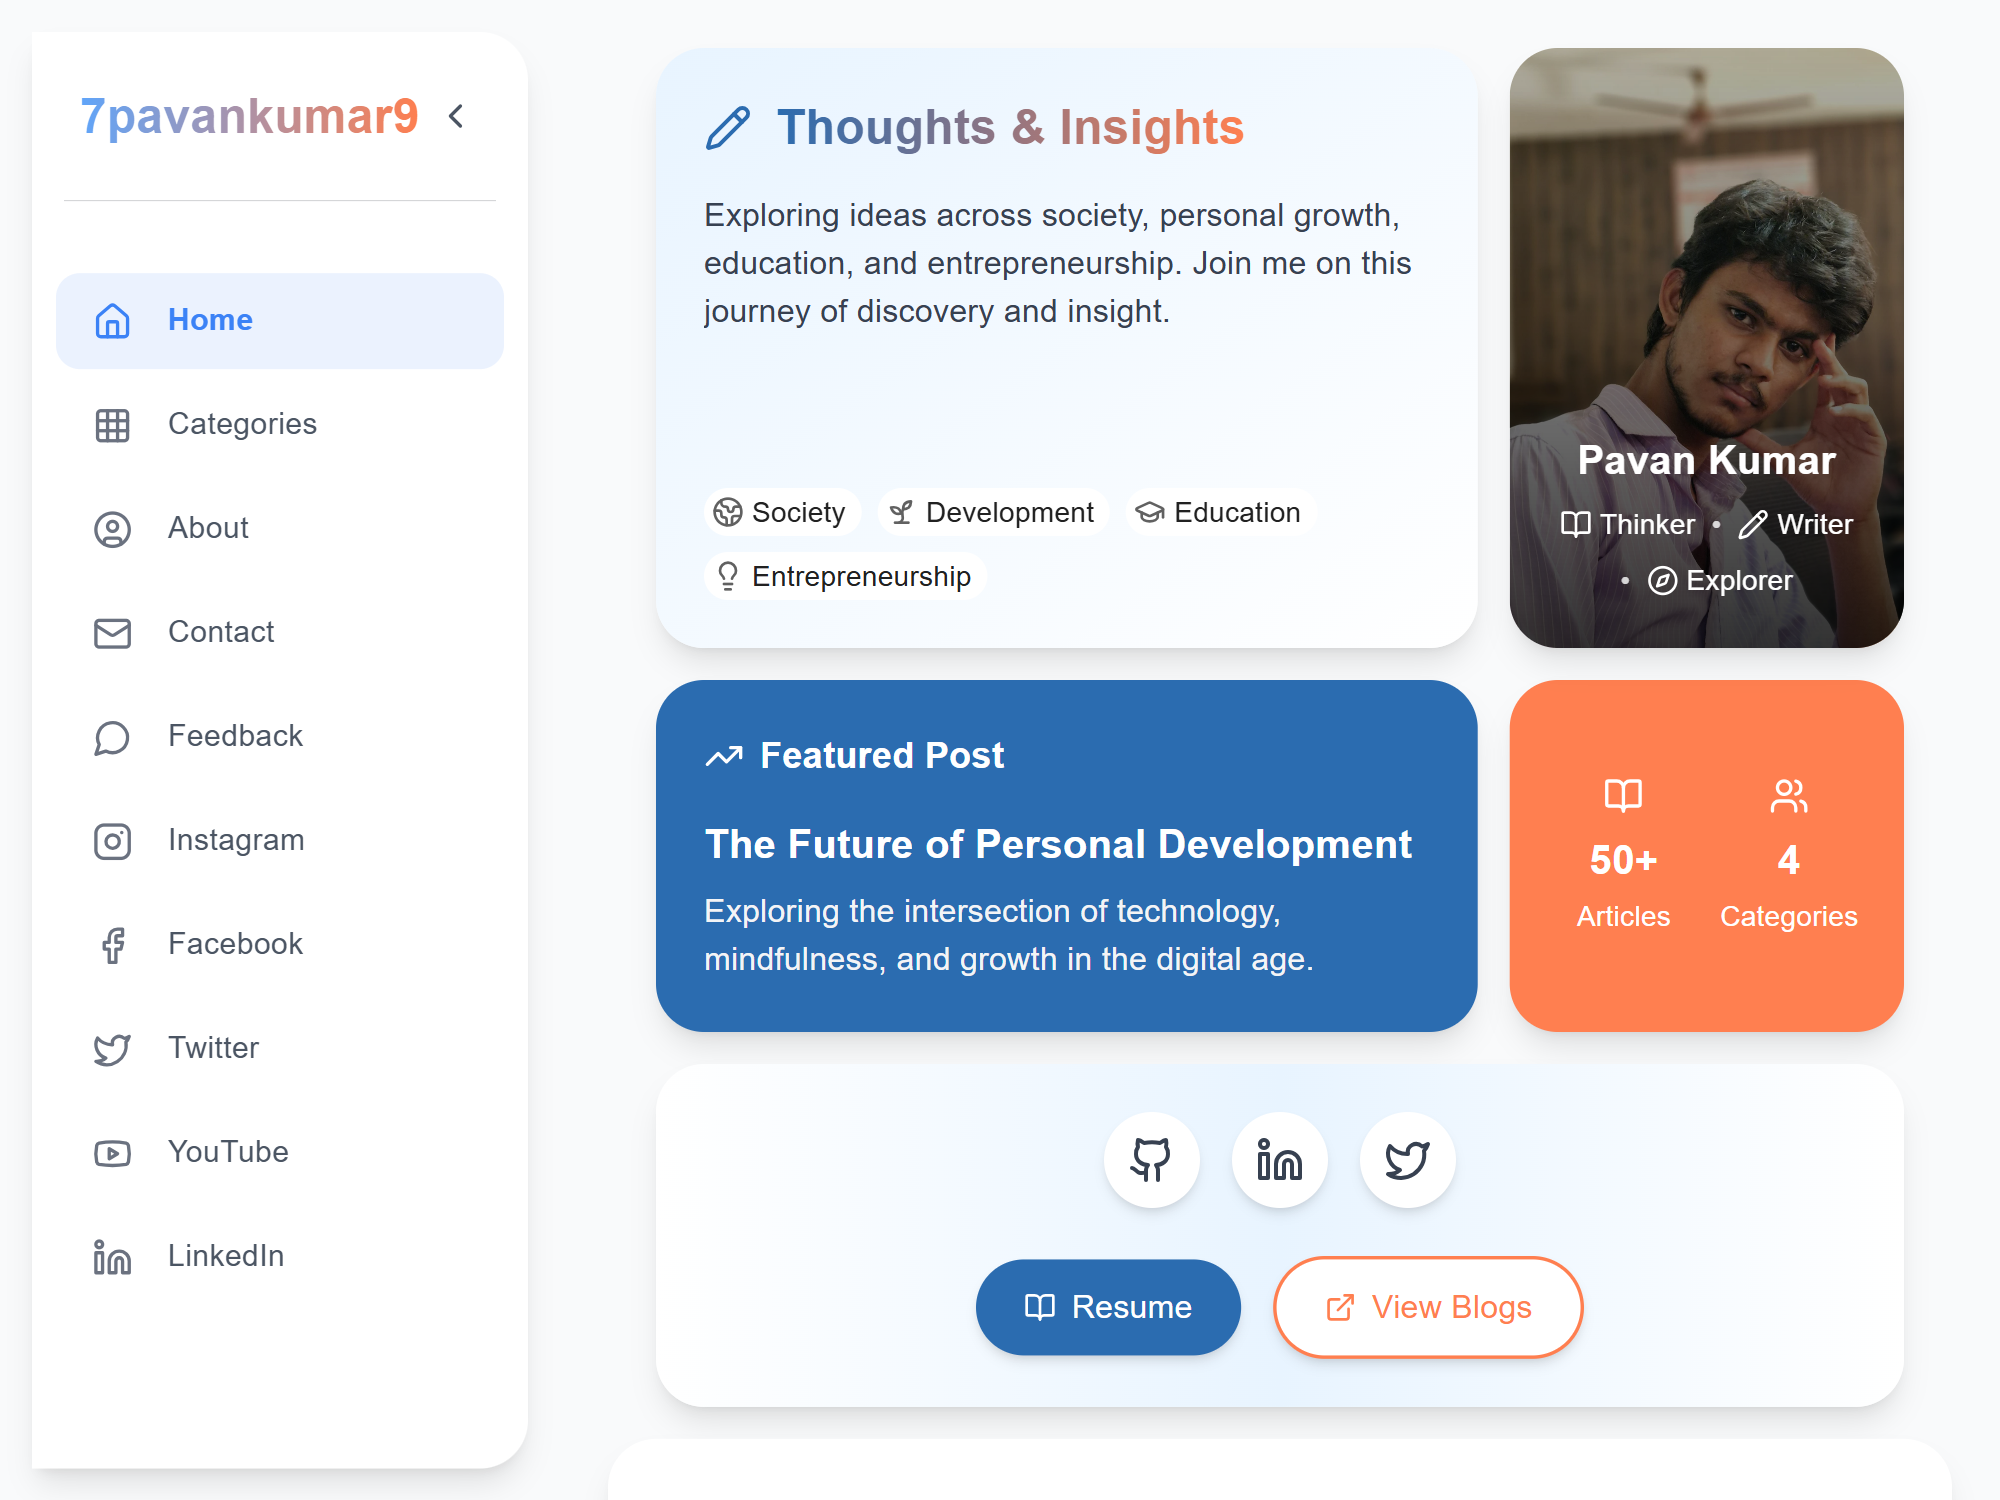 7pavankumar9
Home
Categories
About
Contact
Feedback
Instagram
Facebook
Twitter
YouTube
LinkedIn
Thoughts & Insights
Exploring ideas across society, personal growth,
education, and entrepreneurship. Join me on this
journey of discovery and insight.
Society Development Education
Entrepreneurship
Pavan Kumar
Thinker • Writer
• Explorer
Featured Post
The Future of Personal Development
Exploring the intersection of technology,
mindfulness, and growth in the digital age.
50+ 4
Articles Categories
Resume View Blogs